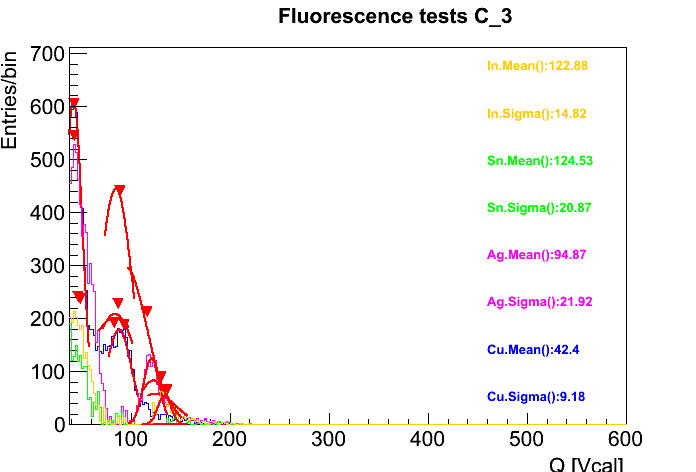 Fluorescence tests C_3
Entries/bin
700
600
500
400
300
200
100
0
100
200
300
400
500
600
Q [Vcal]
In.Mean():122.88
In.Sigma():14.82
Sn.Mean():124.53
Sn.Sigma():20.87
Ag.Mean():94.87
Ag.Sigma():21.92
Cu.Mean():42.4
Cu.Sigma():9.18